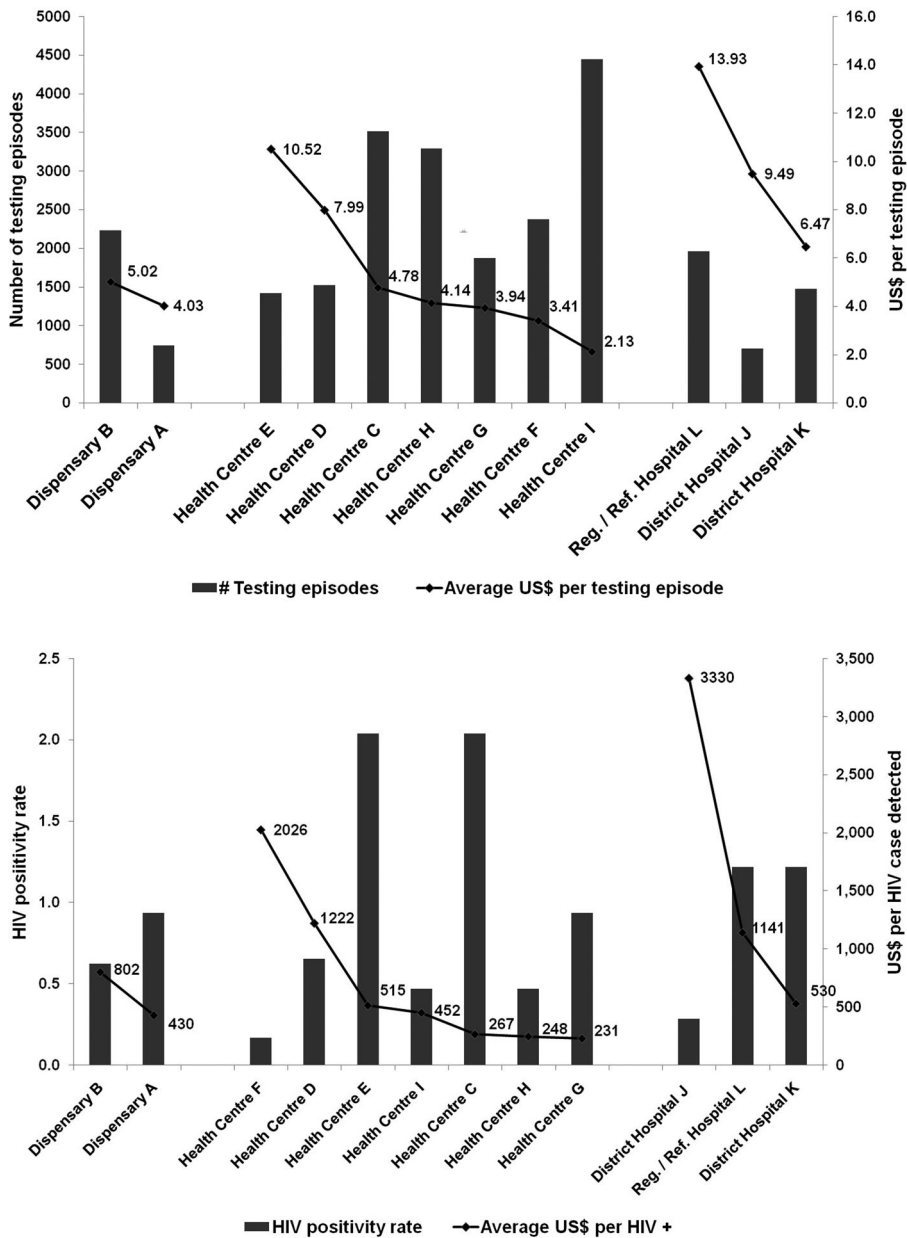 5000
4500
4000
3500
3000
2500
2000
1500
1000
500
0
Number of testing episodes
16.0
14.0
12.0
10.0
8.0
6.0
4.0
2.0
0.0
US$ per testing episode
5.02
4.03
10.52
7.99
4.78
4.14
3.94
3.41
2.13
13.93
9.49
6.47
Dispensary B
Dispensary A
Health Centre E
Health Centre D
Health Centre C
Health Centre H
Health Centre G
Health Centre F
Health Centre I
Reg. / Ref. Hospital L
District Hospital J
District Hospital K
# Testing episodes
Average US$ per testing episode
2.5
2.0
1.5
1.0
0.5
0.0
HIV posiitivity rate
3,500
3,000
2,500
2,000
1,500
1,000
500
0
US$ per HIV case detected
802
430
2026
1222
515
452
267
248
231
3330
1141
530
Dispensary B
Dispensary A
Health Centre F
Health Centre D
Health Centre E
Health Centre I
Health Centre C
Health Centre H
Health Centre G
District Hospital J
Reg. / Ref. Hospital L
District Hospital K
HIV positivity rate
Average US$ per HIV +